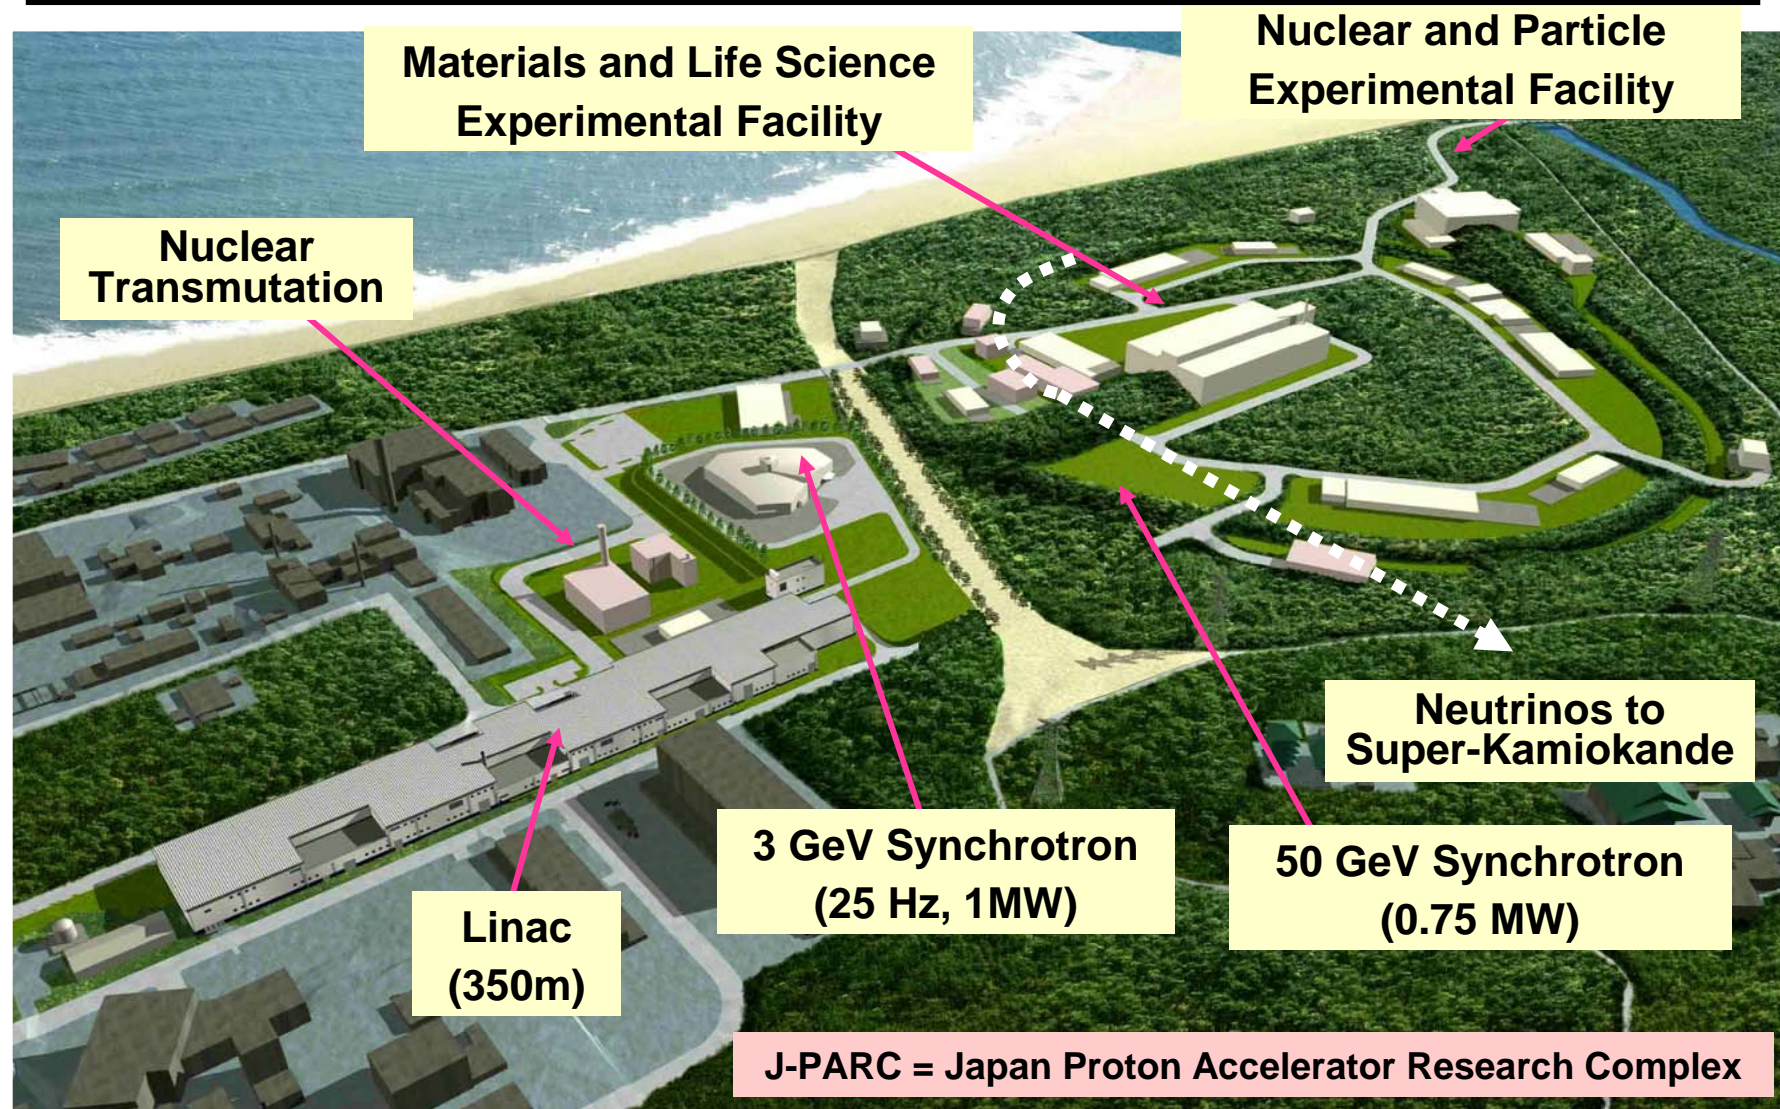 Nuclear and Particle
Experimental Facility
Materials and Life Science
Experimental Facility
Nuclear
Transmutation
Neutrinos to
Super-Kamiokande
3 GeV Synchrotron
(25 Hz, 1MW)
50 GeV Synchrotron
(0.75 MW)
Linac
(350m)
J-PARC = Japan Proton Accelerator Research Complex